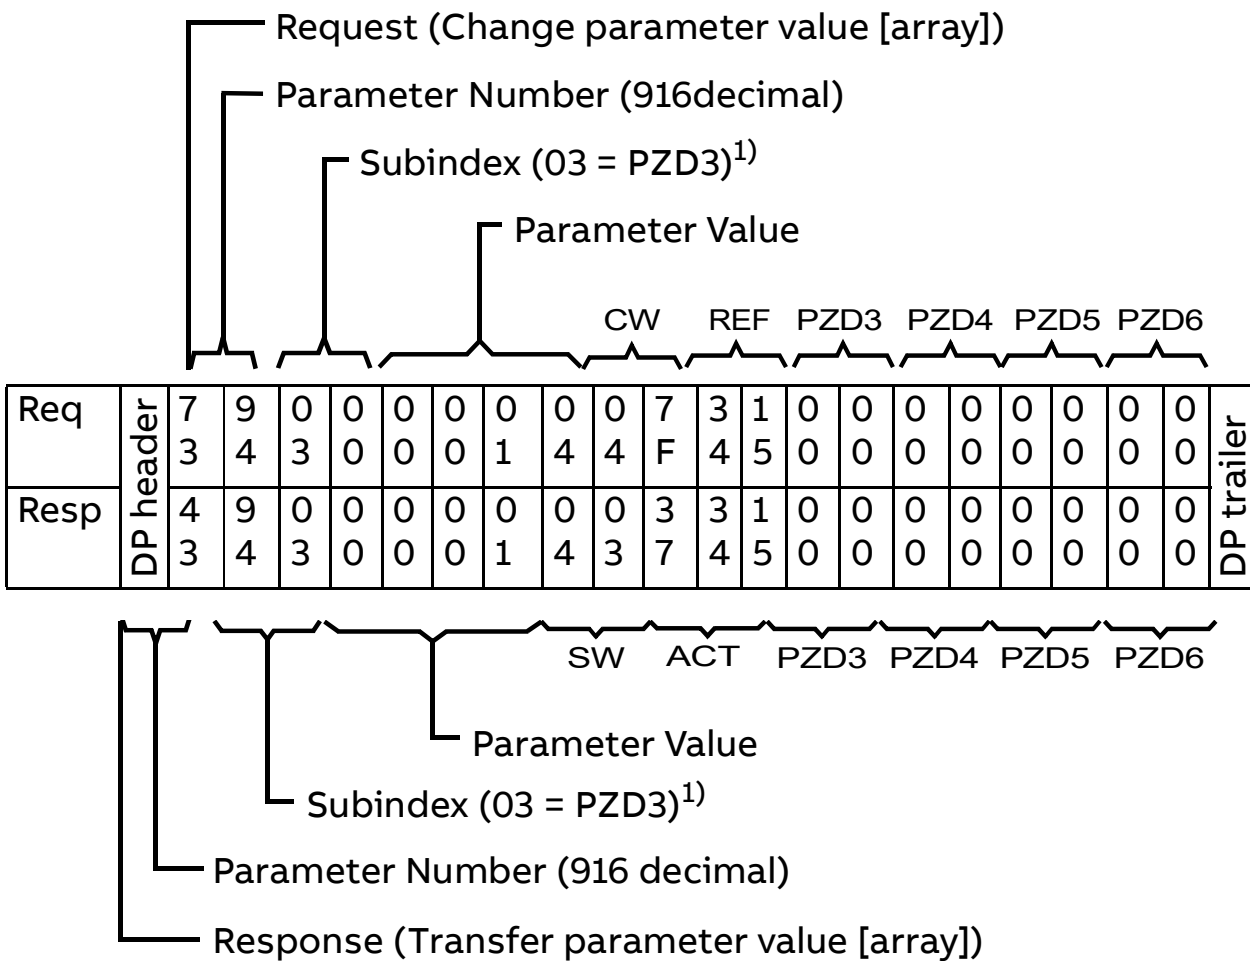 Request (Change parameter value [array])
Parameter Number (916decimal)
Subindex (03 = PZD3)1)
Parameter Value
CW REF PZD3 PZD4 PZD5 PZD6
Req DP header 7 9 0 0 0 0 0 0 0 7 3 1 0 0 0 0 0 0 0 0 DP trailer
3 4 3 0 0 0 1 4 4 F 4 5 0 0 0 0 0 0 0 0
Resp 4 9 0 0 0 0 0 0 0 3 3 1 0 0 0 0 0 0 0 0
3 4 3 0 0 0 1 4 3 7 4 5 0 0 0 0 0 0 0 0
SW ACT PZD3 PZD4 PZD5 PZD6
Parameter Value
Subindex (03 = PZD3)1)
Parameter Number (916 decimal)
Response (Transfer parameter value [array])